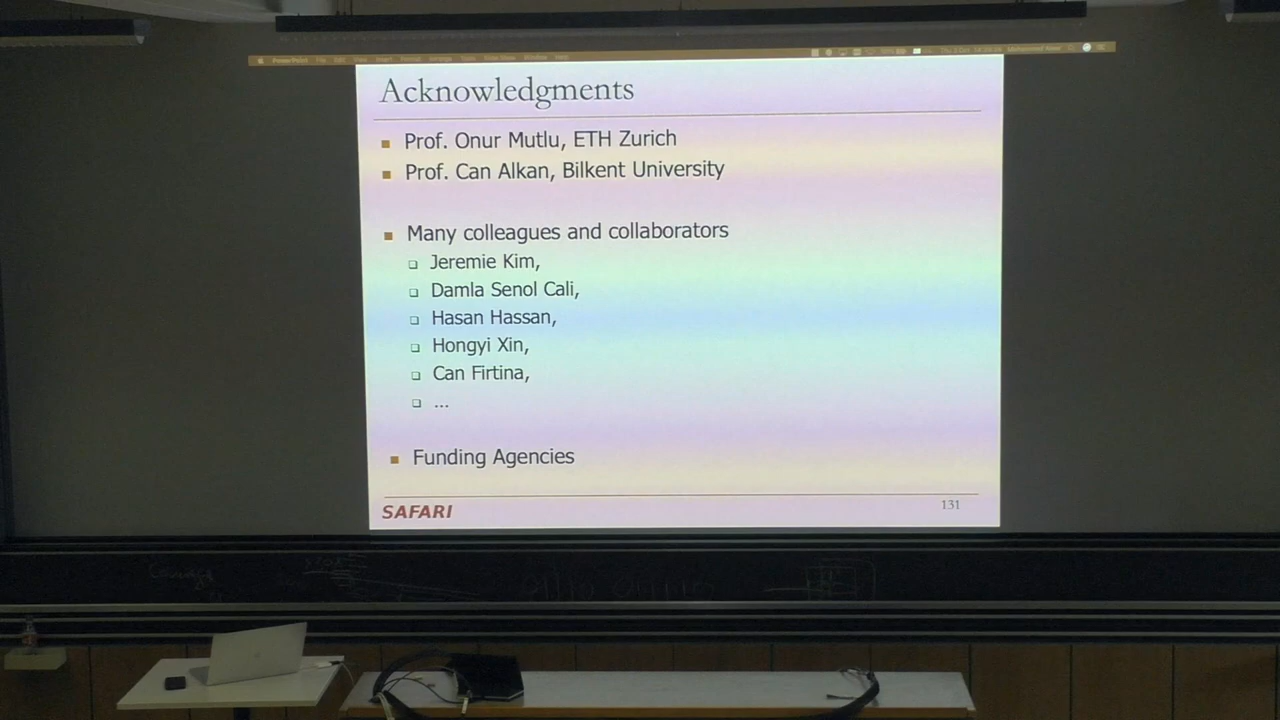 Acknowledgments
Prof. Onur Mutlu, ETH Zurich
Prof. Can Alkan, Bilkent University
Many colleagues and collaborators
Jeremie Kim,
Damla Senol Cali,
Hasan Hassan,
Hongyi Xin,
Can Firtina,
...
Funding Agencies
SAFARI
131